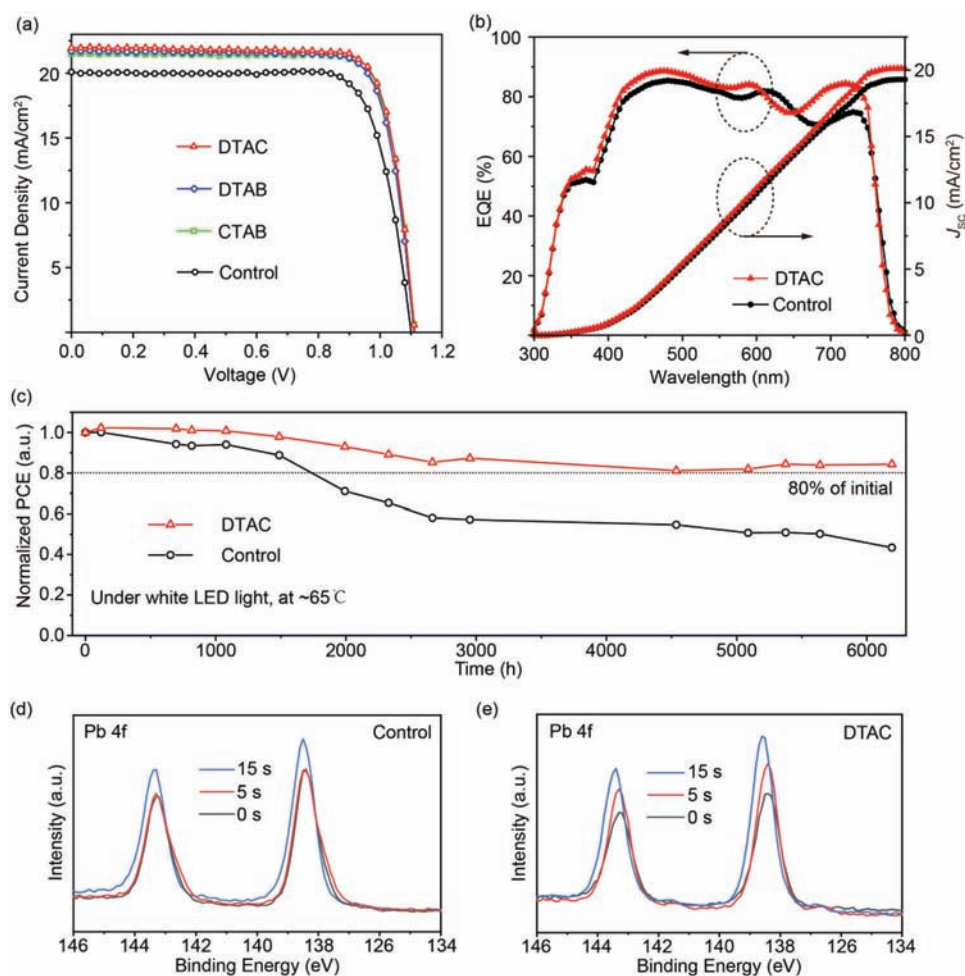 (a)
Current Density (mA/cm²)
25
20
15
10
5
DTAC
DTAB
CTAB
Control
0.0 0.2 0.4 0.6 0.8 1.0 1.2
Voltage (V)
(b)
EQE (%)
100
80
60
40
20
20
15
10
5
0
Jsc (mA/cm²)
DTAC
Control
300 400 500 600 700 800
Wavelength (nm)
(c)
Normalized PCE (a.u.)
1.0
0.8
0.6
0.4
0.2
0.0
80% of initial
DTAC
Control
Under white LED light, at ~65℃
0 1000 2000 3000 4000 5000 6000
Time (h)
(d)
Pb 4f Control
15 s
5 s
0 s
Intensity (a.u.)
146 144 142 140 138 126 134
Binding Energy (eV)
(e)
Pb 4f DTAC
15 s
5 s
0 s
Intensity (a.u.)
146 144 142 140 138 126 134
Binding Energy (eV)